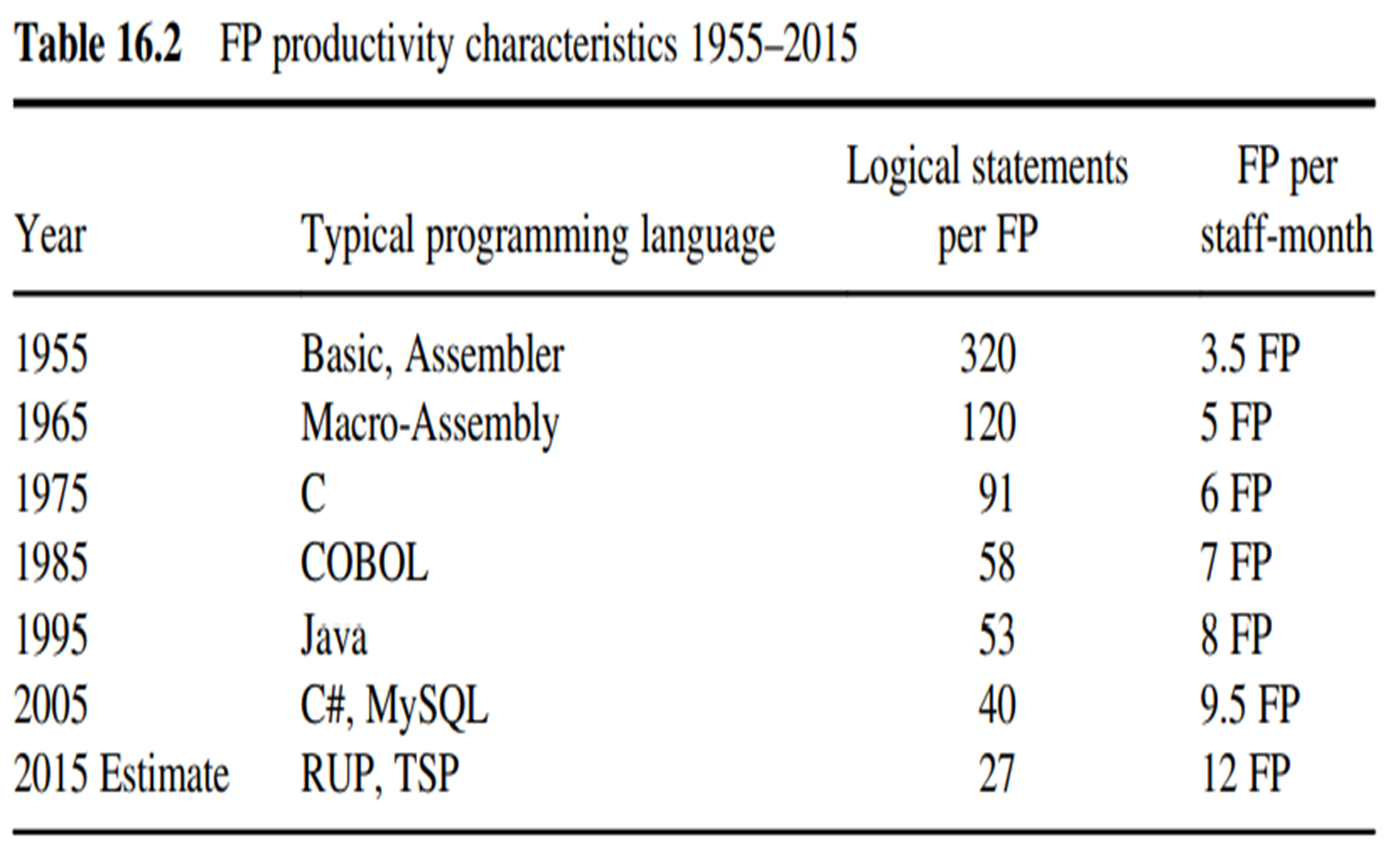 Table 16.2 FP productivity characteristics 1955–2015
Logical statements FP per
Year Typical programming language per FP staff-month
1955 Basic, Assembler 320 3.5 FP
1965 Macro-Assembly 120 5 FP
1975 C 91 6 FP
1985 COBOL 58 7 FP
1995 Java 53 8 FP
2005 C#, MySQL 40 9.5 FP
2015 Estimate RUP, TSP 27 12 FP